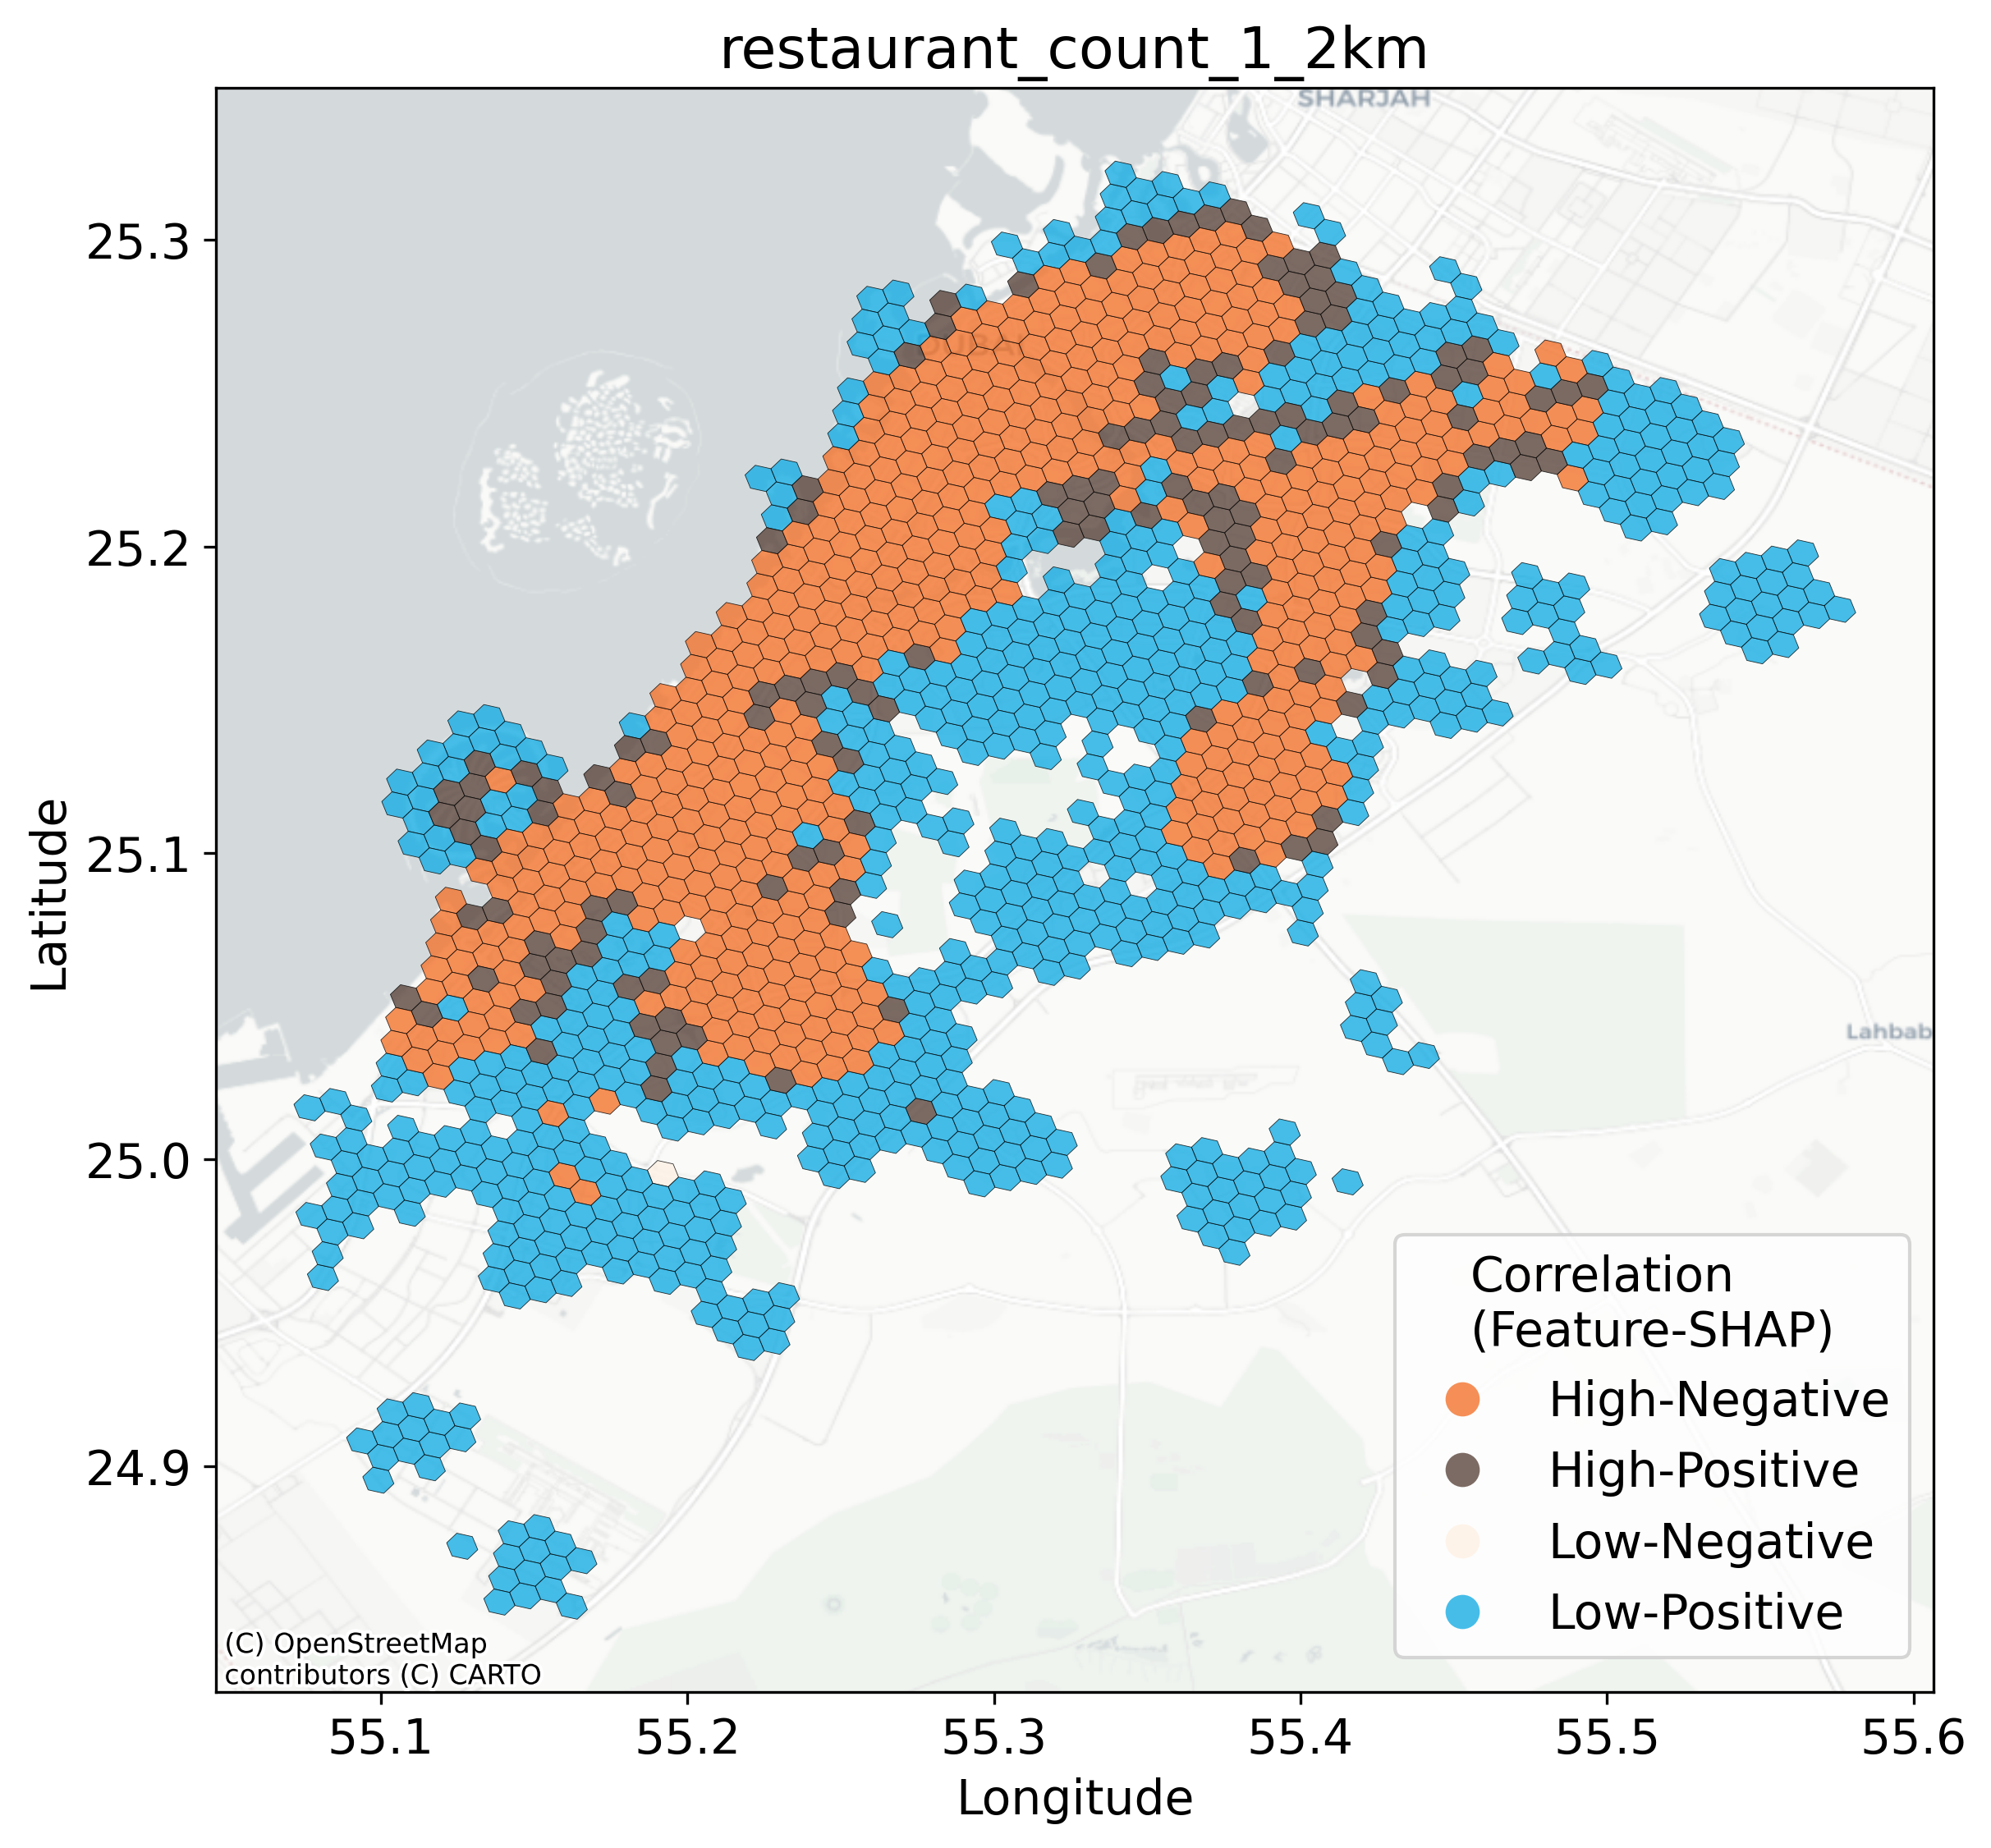 restaurant_count_1_2km
SHARJAH
25.3
DUBAI
25.2
25.1
Latitude
Lahbab
25.0
24.9
Correlation
(Feature-SHAP)
High-Negative
High-Positive
Low-Negative
Low-Positive
(C) OpenStreetMap
contributors (C) CARTO
55.1 55.2 55.3 55.4 55.5 55.6
Longitude